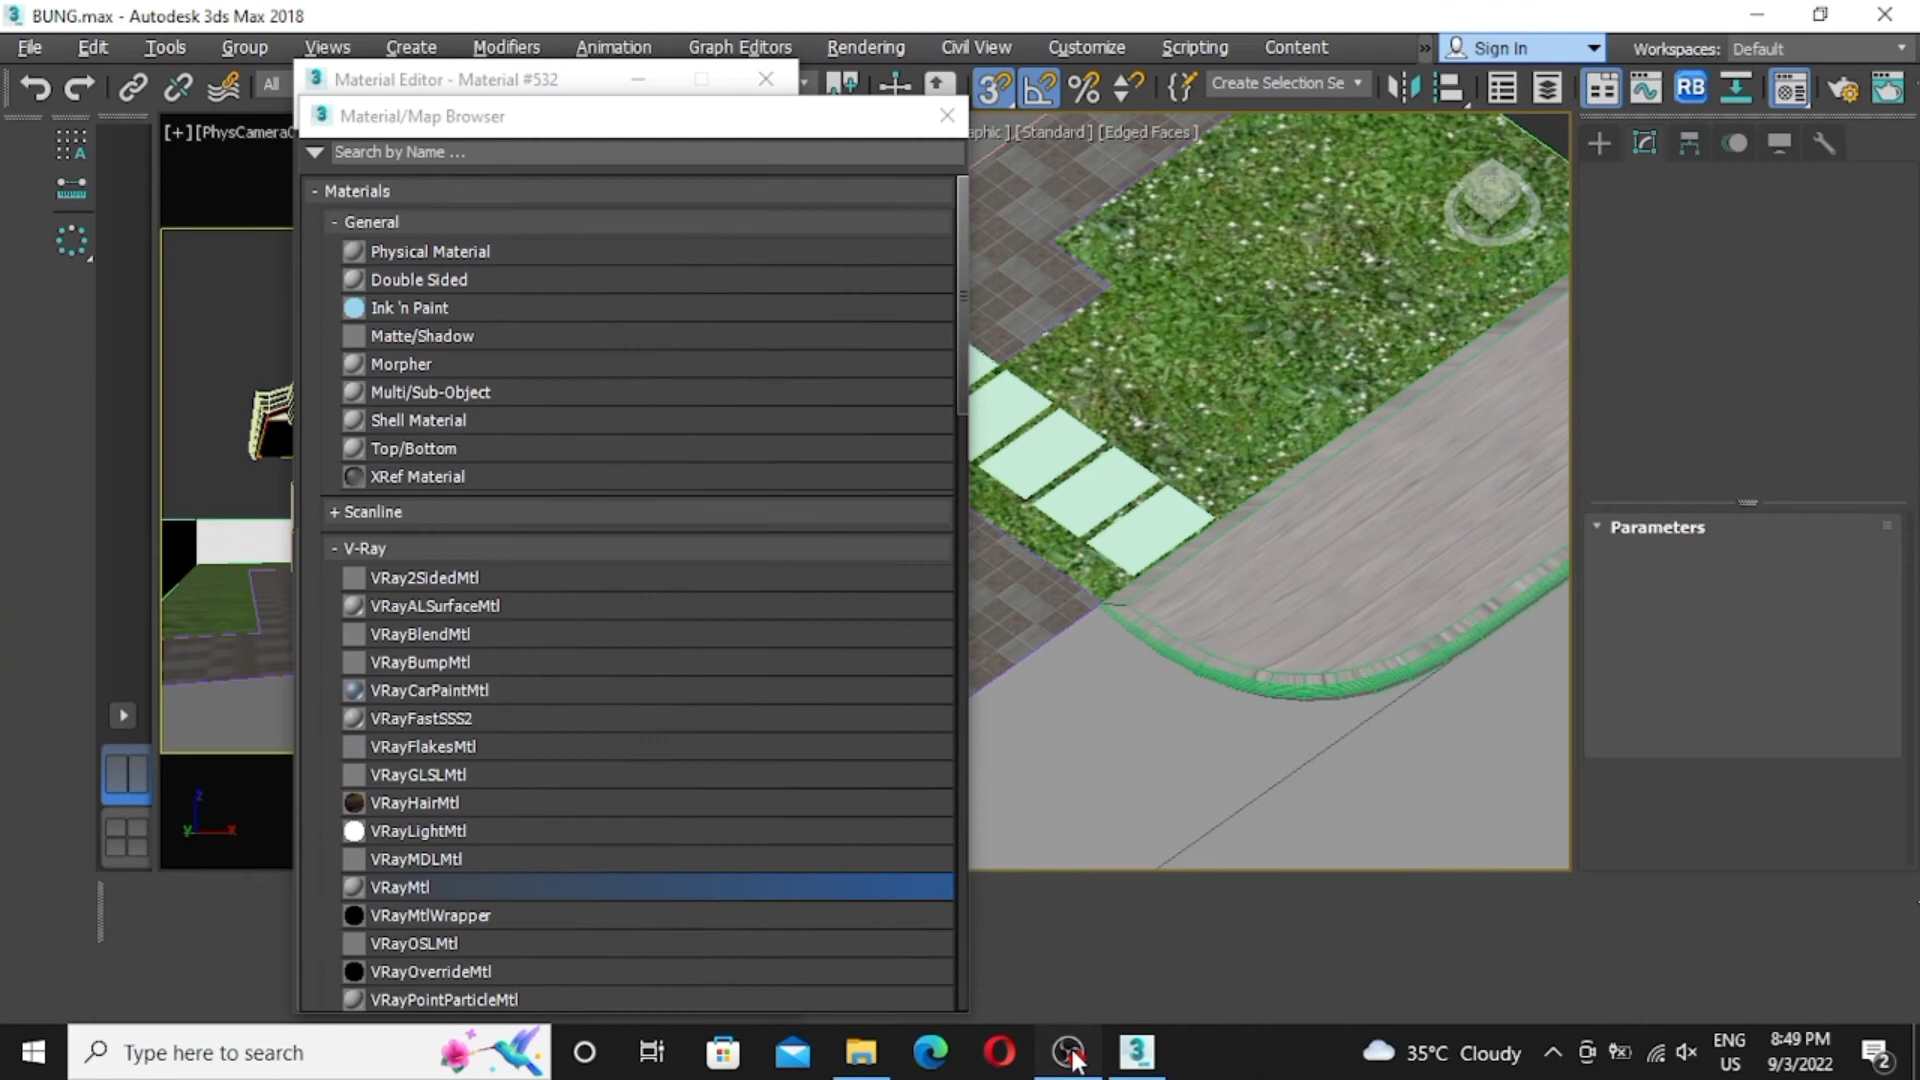 BUNG.max - Autodesk 3ds Max 2018
File Edit Tools Group Views Create Modifiers Animation Graph Editors Rendering Civil View Customize Scripting Content » Sign In Workspaces: Default
All
Material Editor - Material #532
Create Selection Se
RB
Material/Map Browser
[+] [PhysCamera
aphic ] [Standard ] [Edged Faces ]
Search by Name ...
- Materials
- General
Physical Material
Double Sided
Ink 'n Paint
Matte/Shadow
Morpher
Multi/Sub-Object
Shell Material
Top/Bottom
XRef Material
+ Scanline
Parameters
- V-Ray
VRay2SidedMtl
VRayALSurfaceMtl
VRayBlendMtl
VRayBumpMtl
VRayCarPaintMtl
VRayFastSSS2
VRayFlakesMtl
VRayGLSLMtl
VRayHairMtl
VRayLightMtl
VRayMDLMtl
VRayMtl
VRayMtlWrapper
VRayOSLMtl
VRayOverrideMtl
VRayPointParticleMtl
z
y x
Type here to search
35°C Cloudy
ENG
US
8:49 PM
9/3/2022
2